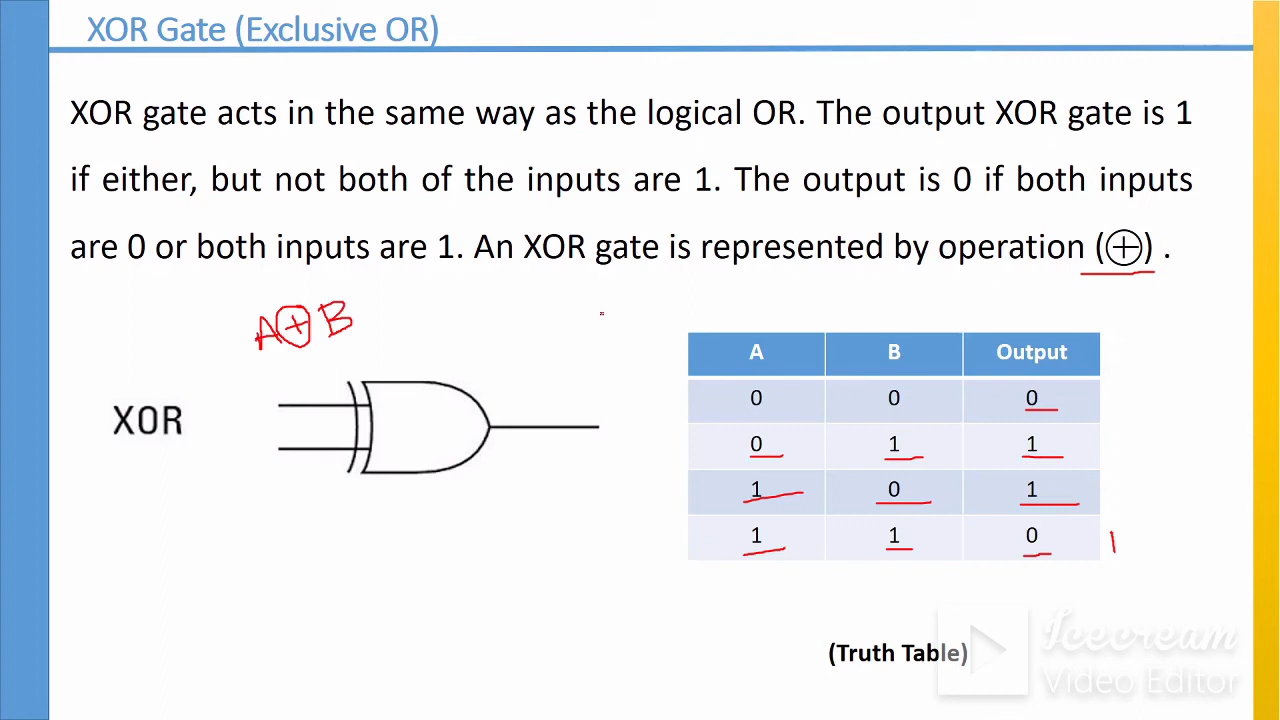 XOR Gate (Exclusive OR)
XOR gate acts in the same way as the logical OR. The output XOR gate is 1
if either, but not both of the inputs are 1. The output is 0 if both inputs
are 0 or both inputs are 1. An XOR gate is represented by operation (⊕) .
A⊕B
XOR
A B Output
0 0 0
0 1 1
1 0 1
1 1 0 1
(Truth Table)
Icecream
Video Editor